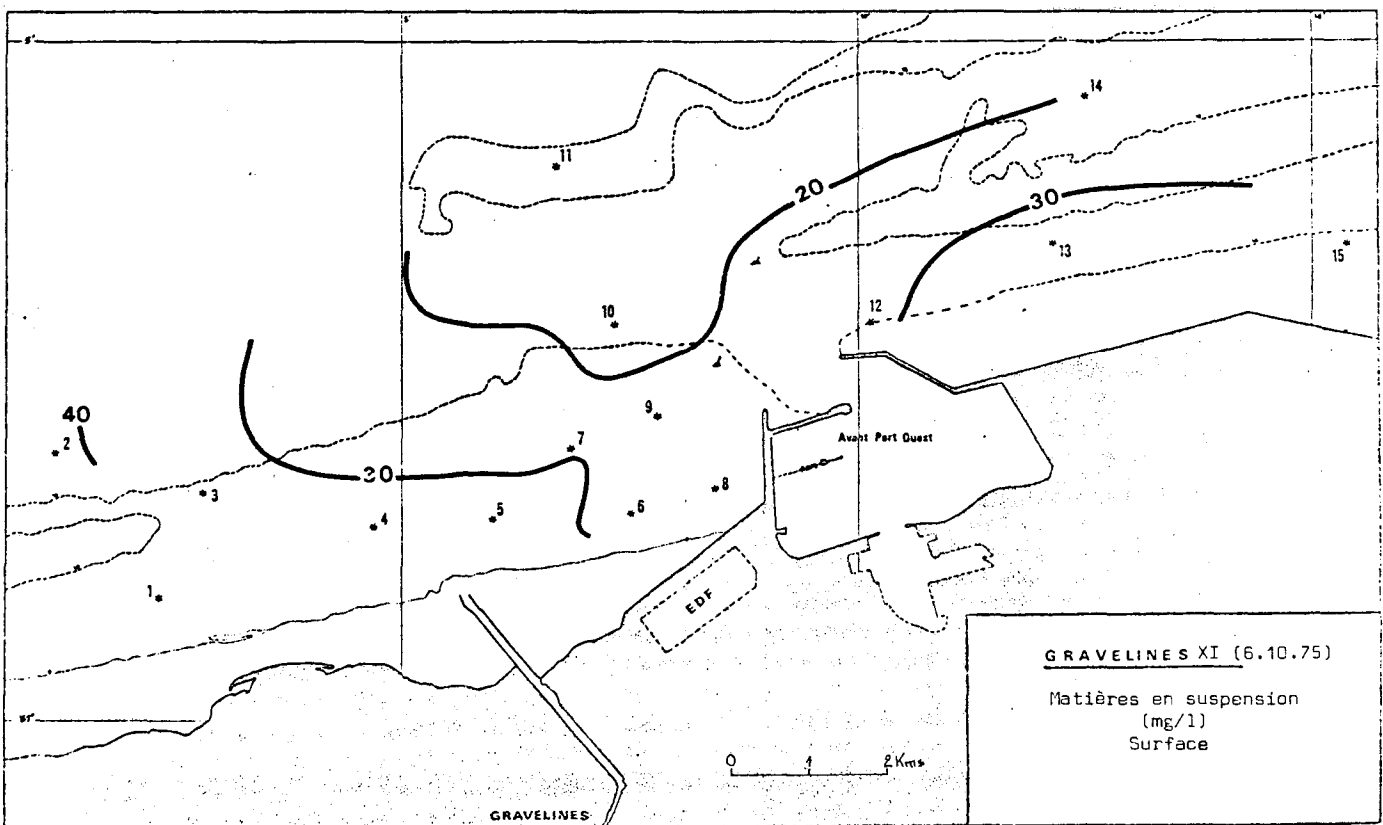 5'
14
11
20
30
13
15
10
12
40
9
Avant Port Ouest
2
7
30
8
3
6
5
4
1
EDF
GRAVELINES XI (6.10.75)
Matières en suspension
(mg/l)
Surface
51°
0 1 2 Kms
GRAVELINES